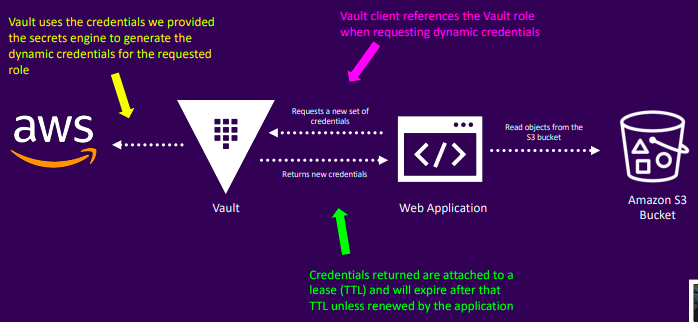 Vault uses the credentials we provided
the secrets engine to generate the
dynamic credentials for the requested
role
Vault client references the Vault role
when requesting dynamic credentials
aws
Requests a new set of
credentials
Returns new credentials
</>
Read objects from the
S3 bucket
Vault
Web Application
Amazon S3
Bucket
Credentials returned are attached to a
lease (TTL) and will expire after that
TTL unless renewed by the application